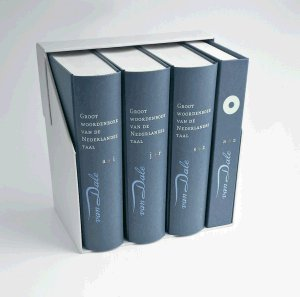 GROOT
WOORDENBOEK
VAN DE
NEDERLANDSE
TAAL
a - i
van Dale
GROOT
WOORDENBOEK
VAN DE
NEDERLANDSE
TAAL
j - r
van Dale
GROOT
WOORDENBOEK
VAN DE
NEDERLANDSE
TAAL
s - z
van Dale
a - z
van Dale